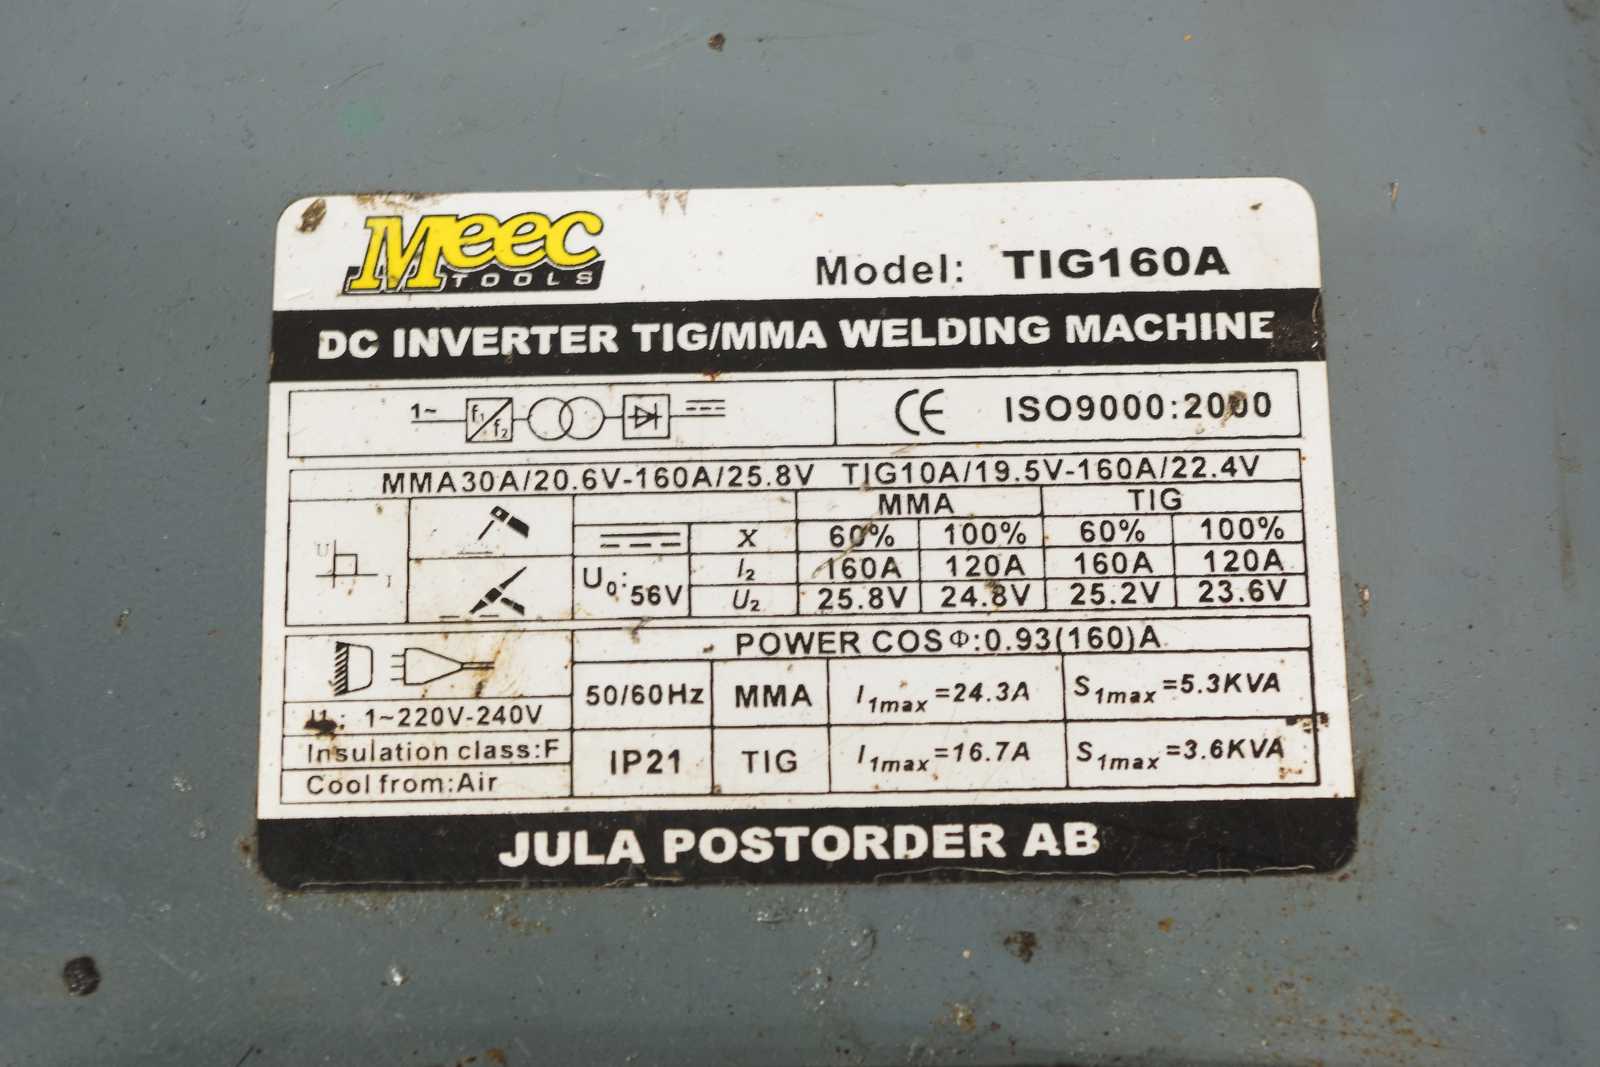 Meec
TOOLS
Model: TIG160A
DC INVERTER TIG/MMA WELDING MACHINE
1~ f1/f2
CE ISO9000:2000
MMA30A/20.6V-160A/25.8V TIG10A/19.5V-160A/22.4V
MMA TIG
X 60% 100% 60% 100%
U I
U0: 56V
I2 160A 120A 160A 120A
U2 25.8V 24.8V 25.2V 23.6V
POWER COSΦ:0.93(160)A
50/60Hz MMA I1max=24.3A S1max=5.3KVA
1~220V-240V
Insulation class:F
IP21 TIG I1max=16.7A S1max=3.6KVA
Cool from:Air
JULA POSTORDER AB